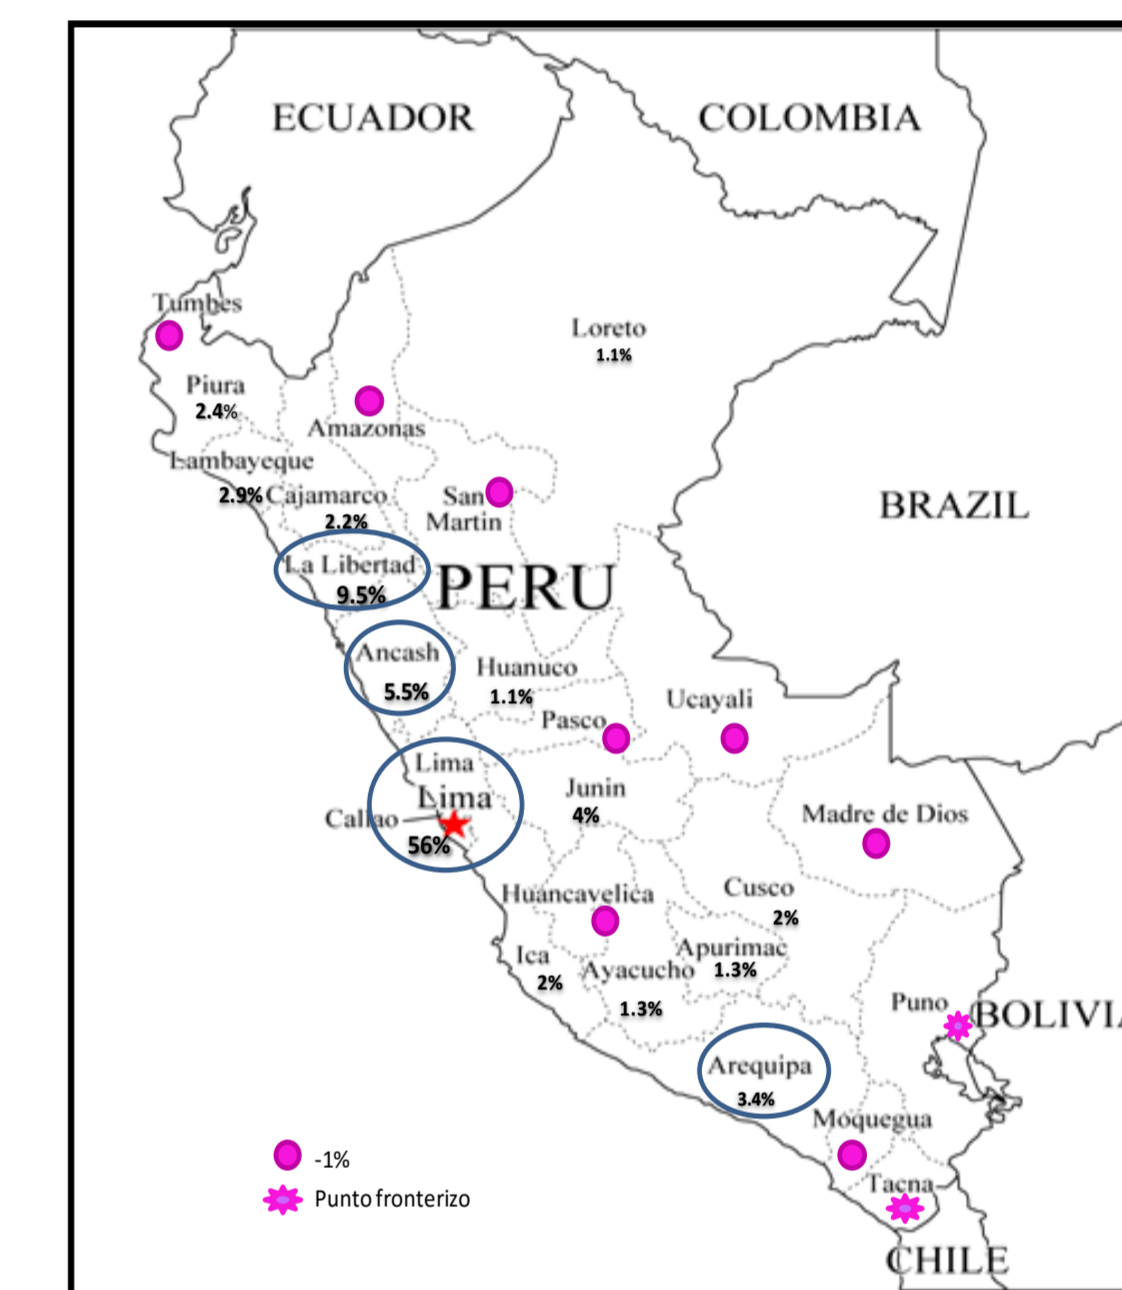 ECUADOR
COLOMBIA
Tumbes
Loreto
1.1%
Piura
2.4%
Amazonas
Lambayeque
2.9%
Cajamarco
2.2%
San
Martin
BRAZIL
La Libertad
9.5%
PERU
Ancash
5.5%
Huanuco
1.1%
Pasco
Ucayali
Lima
Lima
Callao
56%
Junin
4%
Madre de Dios
Huancavelica
Cusco
2%
Ica
2%
Ayacucho
1.3%
Apurimac
1.3%
Puno
BOLIVIA
Arequipa
3.4%
Moquegua
Tacna
-1%
Punto fronterizo
CHILE